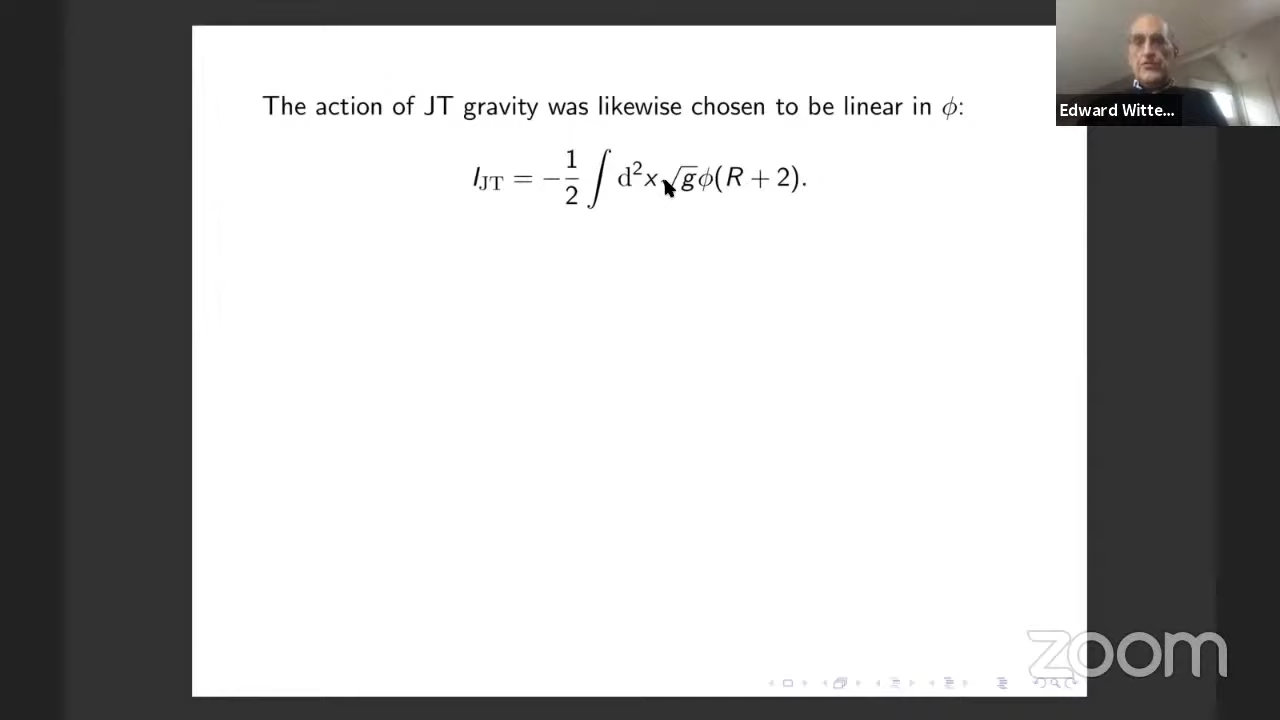 The action of JT gravity was likewise chosen to be linear in ϕ:
I_JT = −1/2 ∫ d²x√gϕ(R + 2).
Edward Witte...
zoom